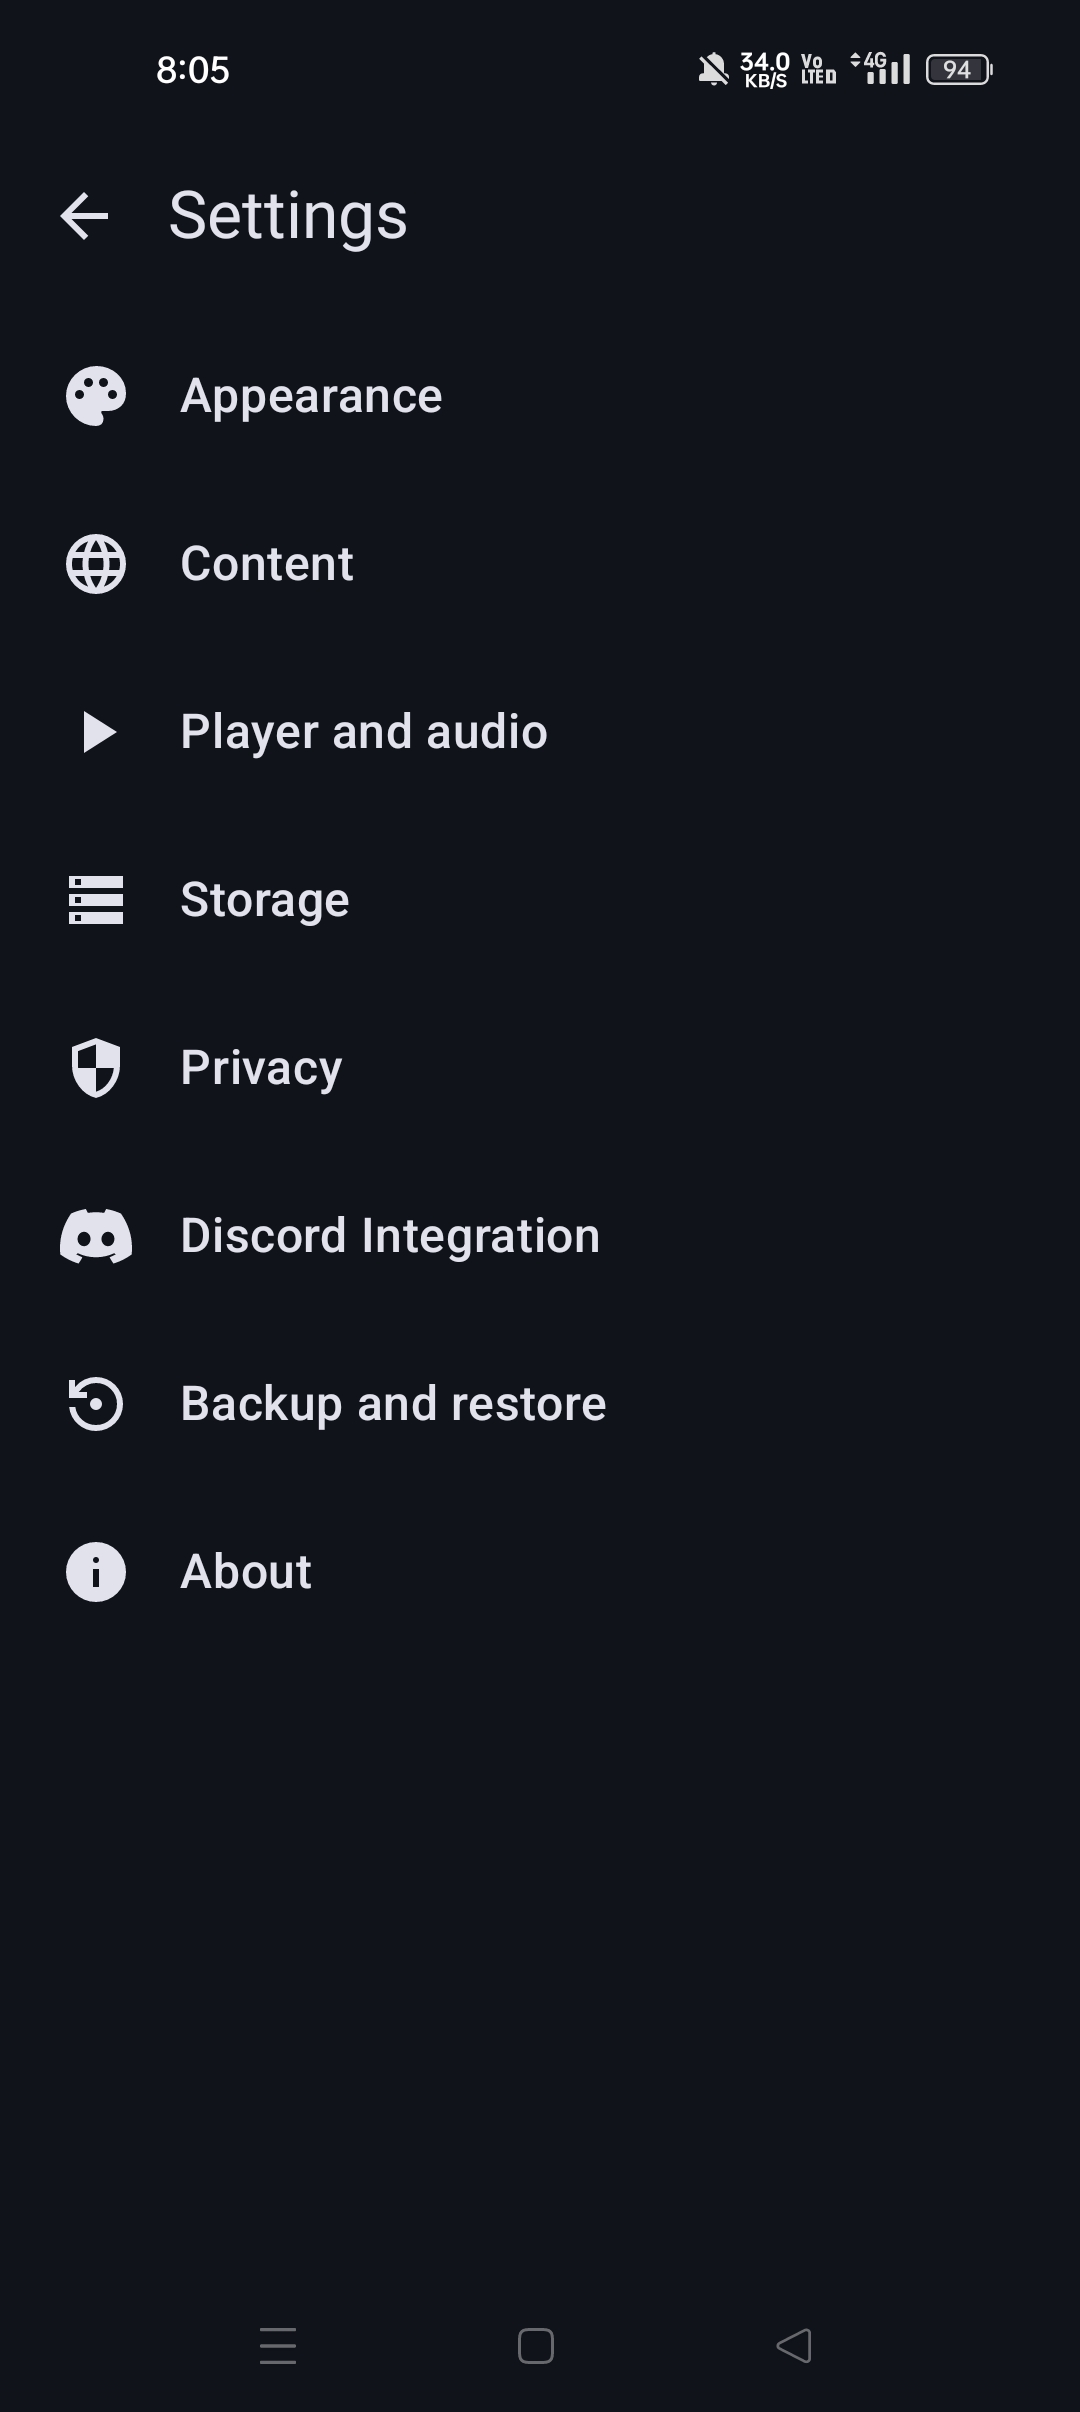 8:05
34.0
KB/S
Vo
LTE D
4G
94
Settings
Appearance
Content
Player and audio
Storage
Privacy
Discord Integration
Backup and restore
About